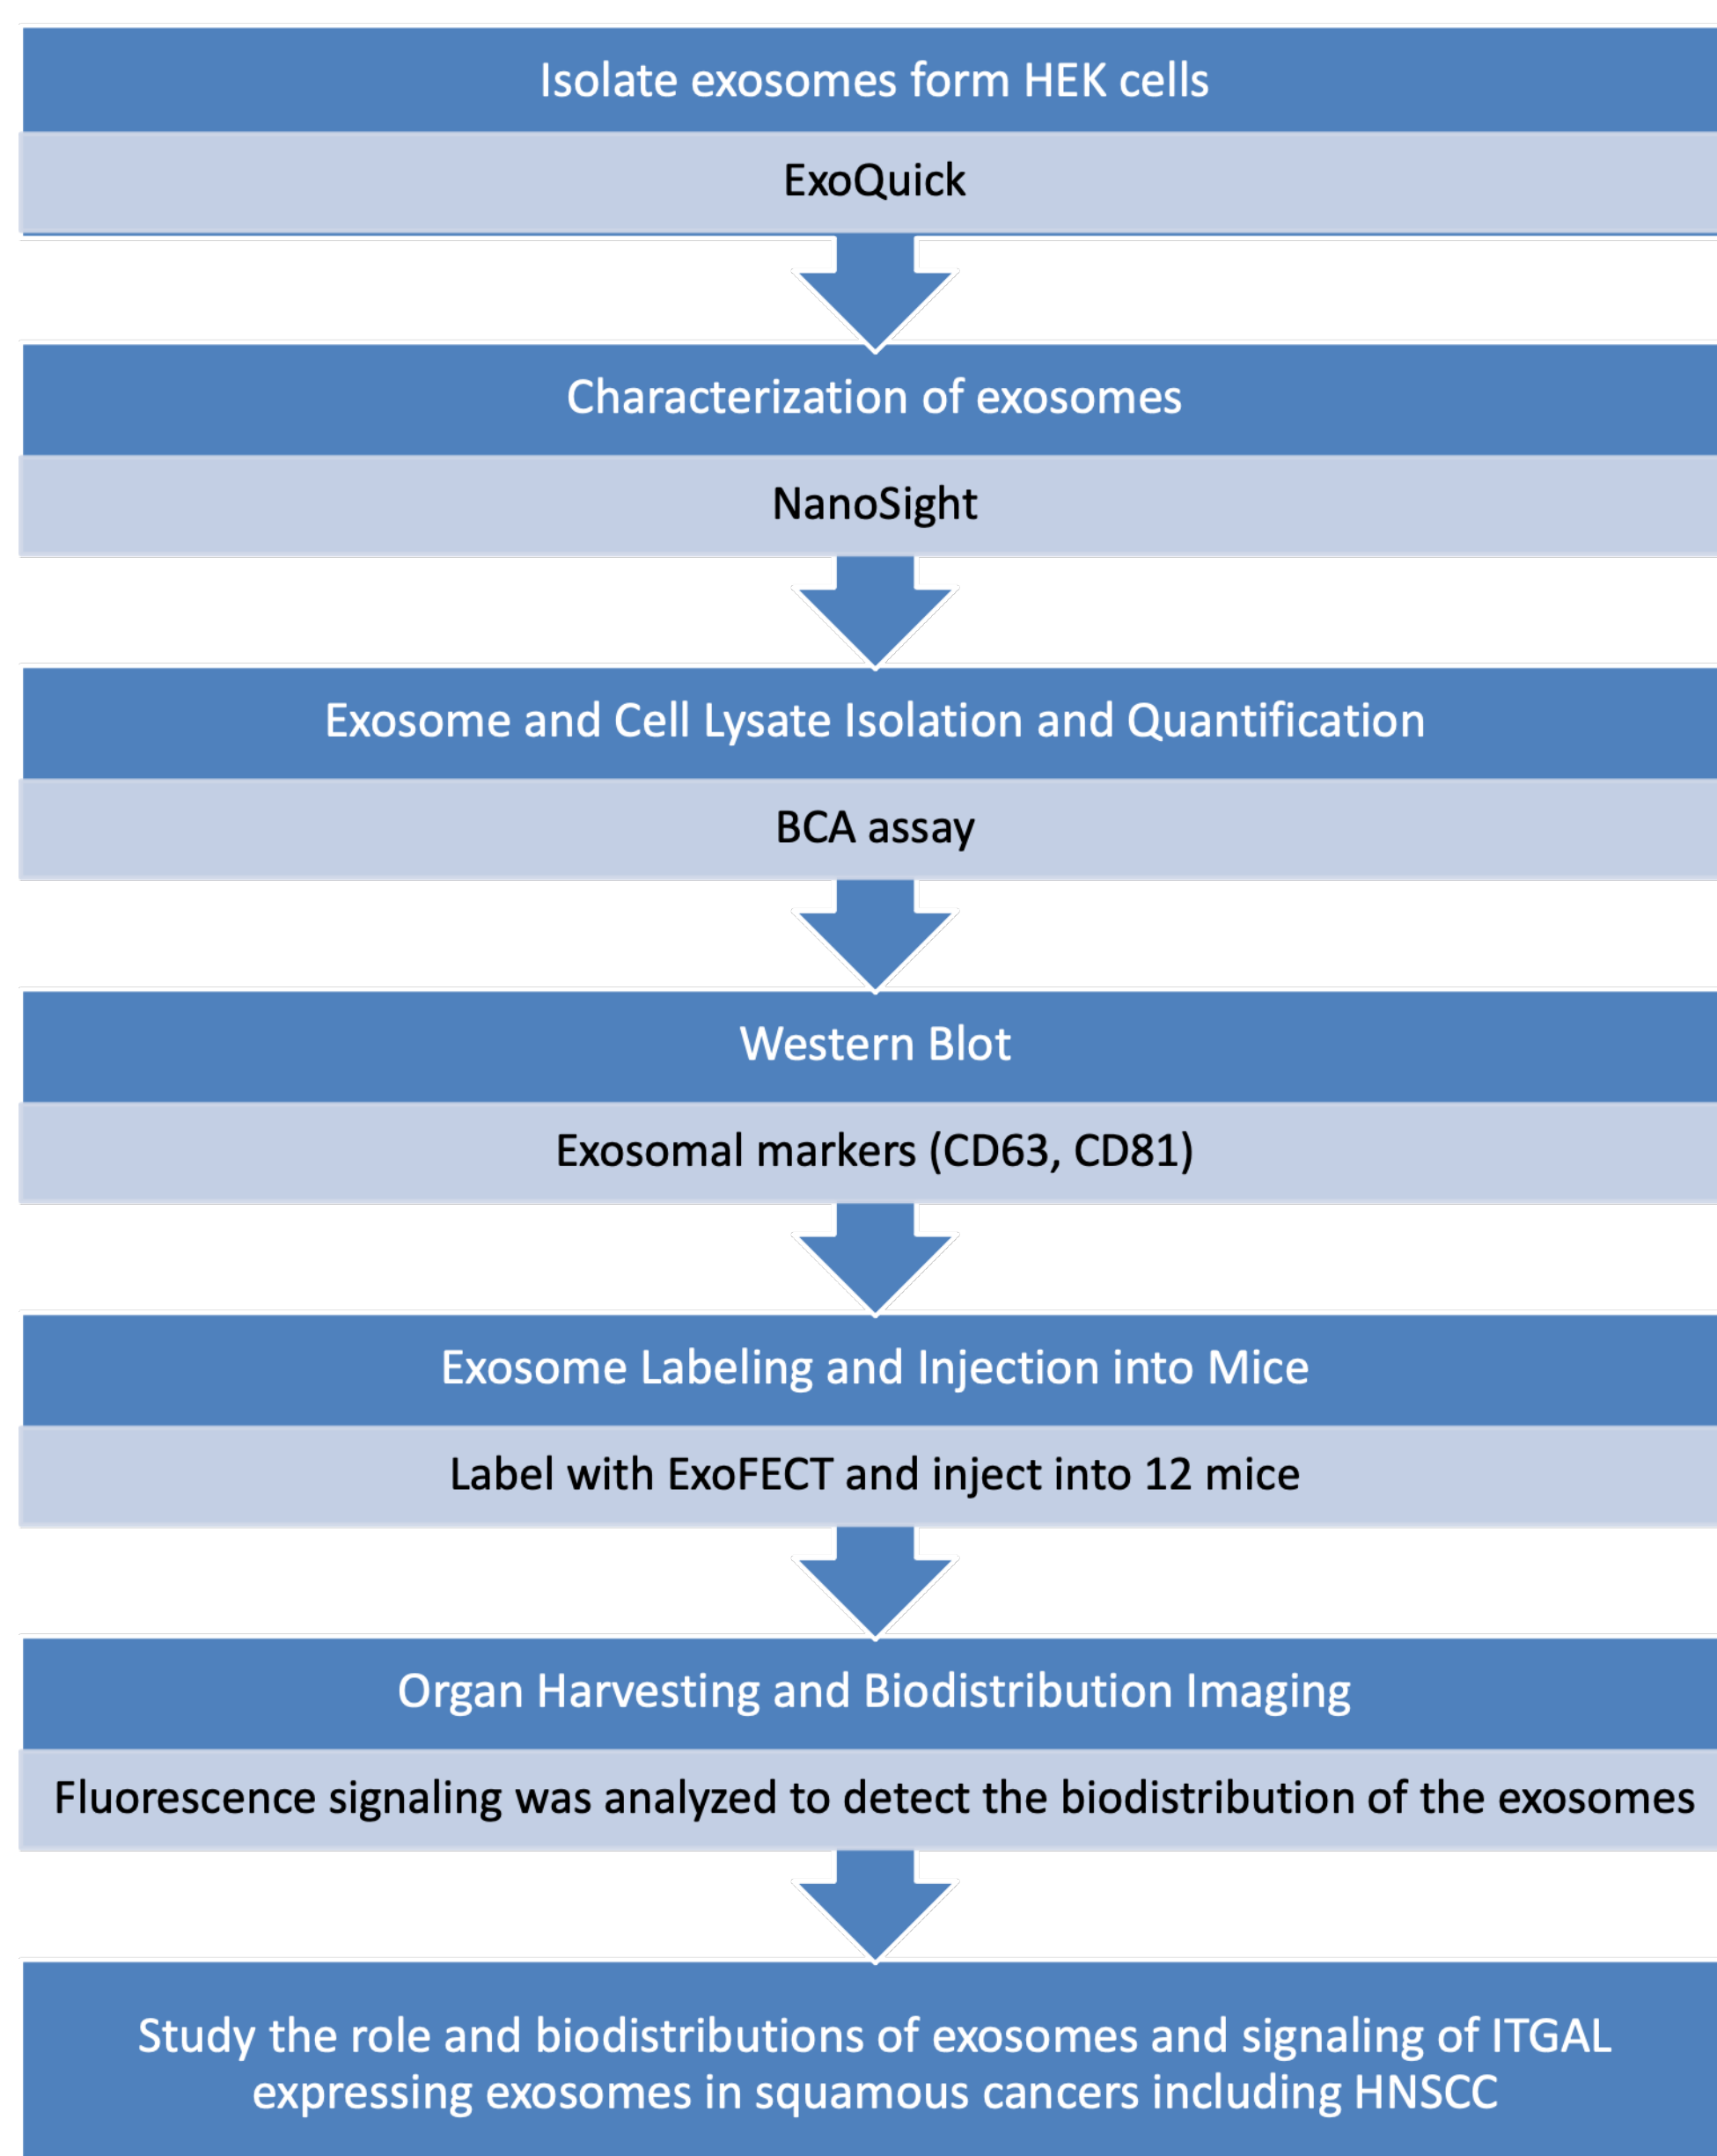 Isolate exosomes form HEK cells
ExoQuick
Characterization of exosomes
NanoSight
Exosome and Cell Lysate Isolation and Quantification
BCA assay
Western Blot
Exosomal markers (CD63, CD81)
Exosome Labeling and Injection into Mice
Label with ExoFECT and inject into 12 mice
Organ Harvesting and Biodistribution Imaging
Fluorescence signaling was analyzed to detect the biodistribution of the exosomes
Study the role and biodistributions of exosomes and signaling of ITGAL
expressing exosomes in squamous cancers including HNSCC